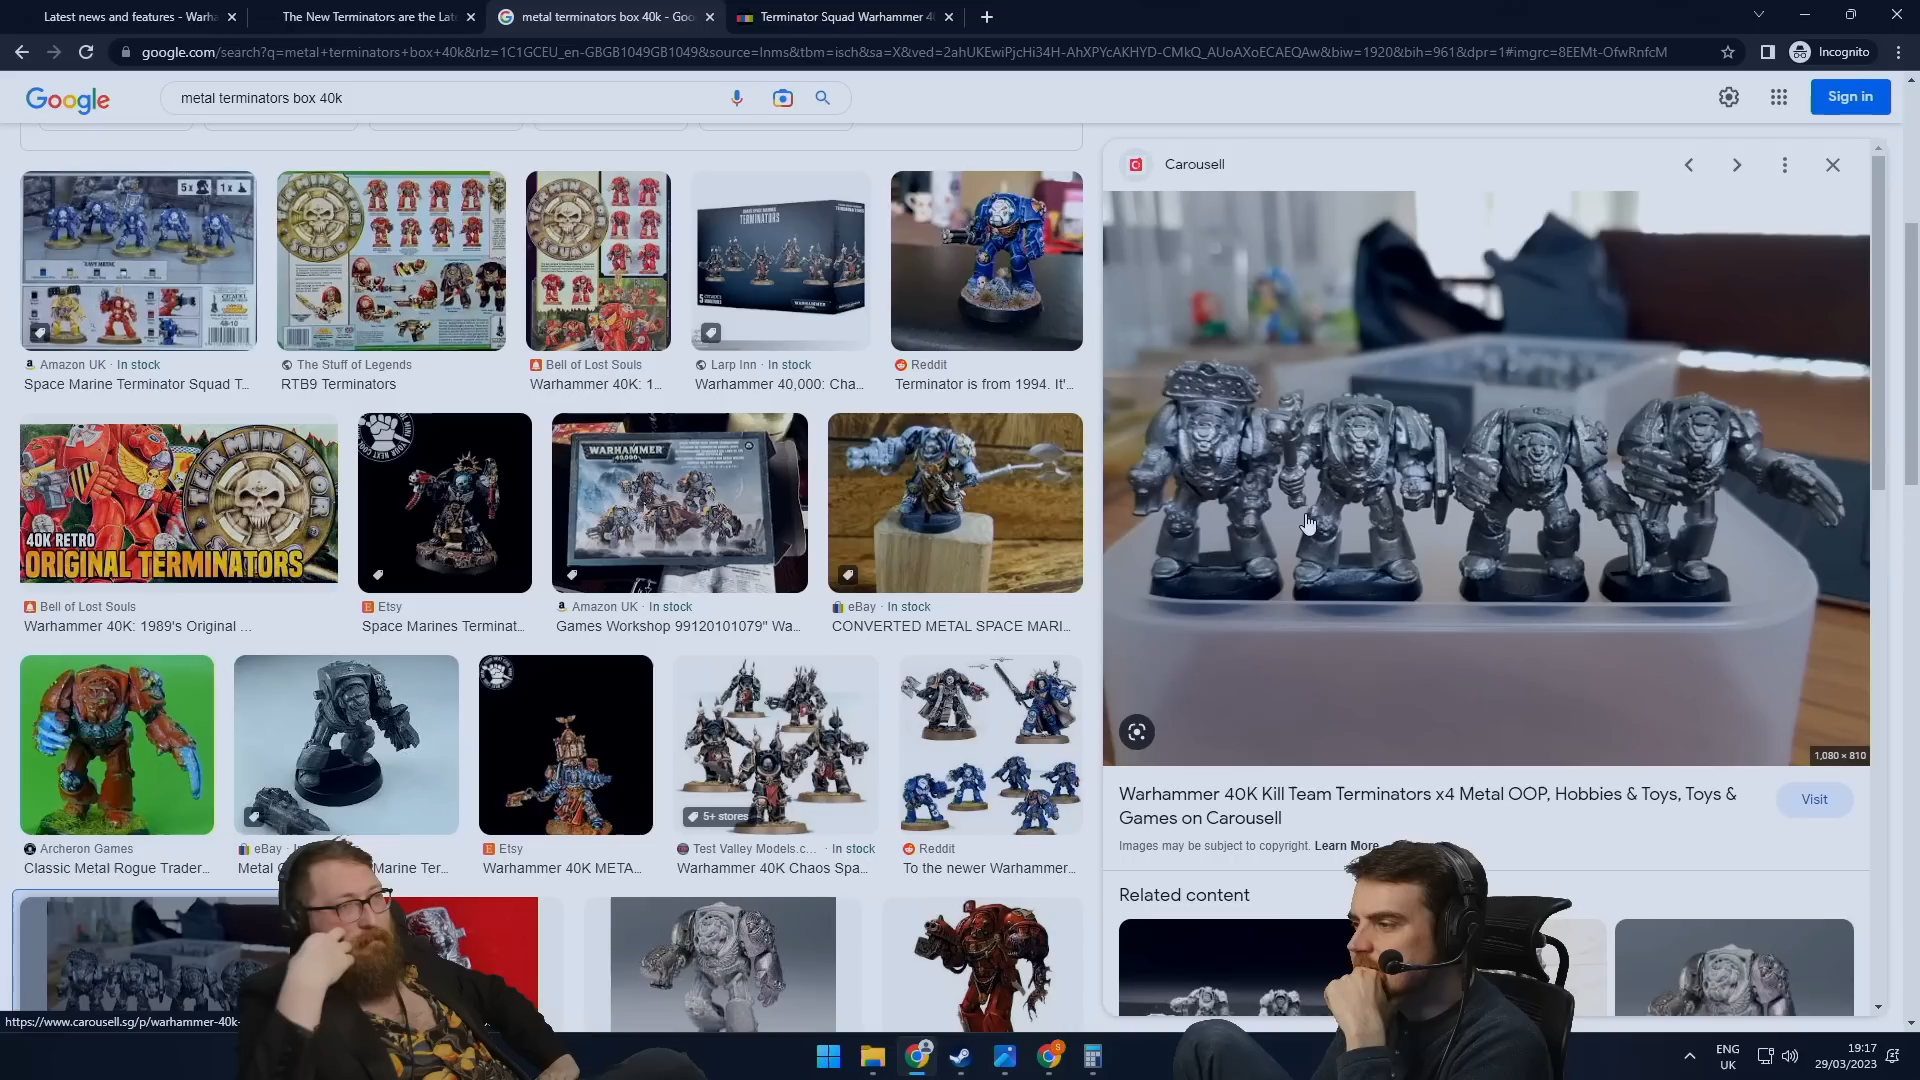 Latest news and features - Warha
The New Terminators are the Lat
metal terminators box 40k - Goo
Terminator Squad Warhammer 40
google.com/search?q=metal+terminators+box+40k&rlz=1C1GCEU_en-GBGB1049GB1049&source=lnms&tbm=isch&sa=X&ved=2ahUKEwiPjcHi34H-AhXPYcAKHYD-CMkQ_AUoAXoECAEQAw&biw=1920&bih=961&dpr=1#imgrc=8EEMt-OfwRnfcM
Incognito
Google
metal terminators box 40k
Sign in
Carousell
5x
1x
TERMINATORS
Amazon UK · In stock
Space Marine Terminator Squad T...
The Stuff of Legends
RTB9 Terminators
Bell of Lost Souls
Warhammer 40K: 1...
Larp Inn · In stock
Warhammer 40,000: Cha...
Reddit
Terminator is from 1994. It'...
TERMINATOR
40K RETRO
ORIGINAL TERMINATORS
WARHAMMER
40,000
Bell of Lost Souls
Warhammer 40K: 1989's Original ...
Etsy
Space Marines Terminat...
Amazon UK · In stock
Games Workshop 99120101079" Wa...
eBay · In stock
CONVERTED METAL SPACE MARI...
1,080 × 810
Warhammer 40K Kill Team Terminators x4 Metal OOP, Hobbies & Toys, Toys &
Games on Carousell
Visit
Images may be subject to copyright. Learn More
5+ stores
Archeron Games
Classic Metal Rogue Trader...
eBay
Metal
Marine Ter...
Etsy
Warhammer 40K META...
Test Valley Models.c... · In stock
Warhammer 40K Chaos Spa...
Reddit
To the newer Warhammer...
Related content
https://www.carousell.sg/p/warhammer-40k-
ENG
UK
19:17
29/03/2023